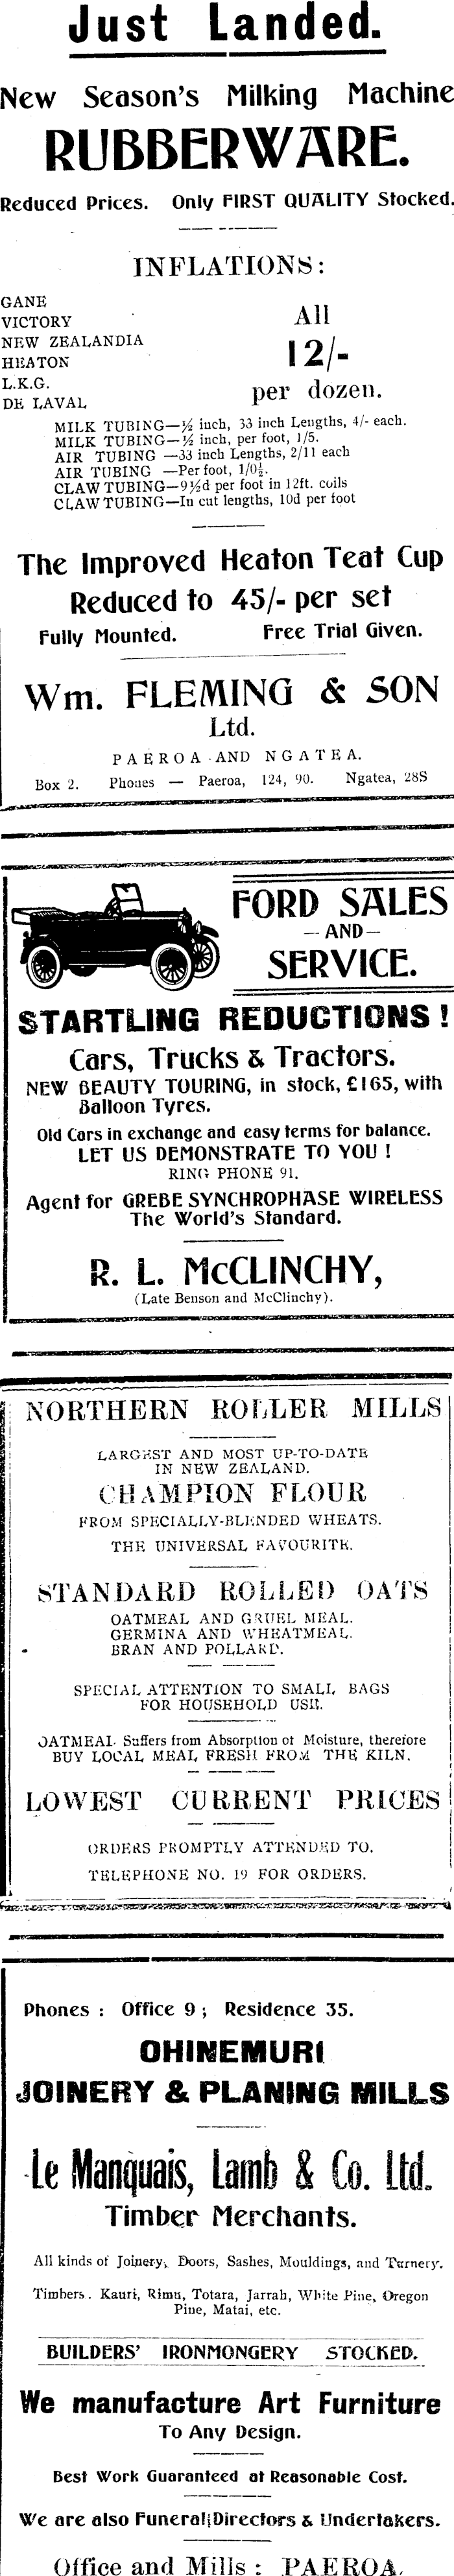 Just Landed.
New Season's Milking Machine
RUBBERWARE.
Reduced Prices. Only FIRST QUALITY Stocked.
INFLATIONS:
GANE
VICTORY
NEW ZEALANDIA
HEATON
L.K.G.
DE LAVAL
All
12/-
per dozen.
MILK TUBING—½ inch, 33 inch Lengths, 4/- each.
MILK TUBING—½ inch, per foot, 1/5.
AIR TUBING —33 inch Lengths, 2/11 each
AIR TUBING —Per foot, 1/0½.
CLAW TUBING—9½d per foot in 12ft. coils
CLAW TUBING—In cut lengths, 10d per foot
The Improved Heaton Teat Cup
Reduced to 45/- per set
Fully Mounted. Free Trial Given.
Wm. FLEMING & SON
Ltd.
PAEROA AND NGATEA.
Box 2. Phones — Paeroa, 124, 90. Ngatea, 28S
FORD SALES
—AND—
SERVICE.
STARTLING REDUCTIONS!
Cars, Trucks & Tractors.
NEW BEAUTY TOURING, in stock, £165, with
Balloon Tyres.
Old Cars in exchange and easy terms for balance.
LET US DEMONSTRATE TO YOU!
RING PHONE 91.
Agent for GREBE SYNCHROPHASE WIRELESS
The World's Standard.
R. L. McCLINCHY,
(Late Benson and McClinchy).
NORTHERN ROLLER MILLS
LARGEST AND MOST UP-TO-DATE
IN NEW ZEALAND.
CHAMPION FLOUR
FROM SPECIALLY-BLENDED WHEATS.
THE UNIVERSAL FAVOURITE.
STANDARD ROLLED OATS
OATMEAL AND GRUEL MEAL.
GERMINA AND WHEATMEAL.
BRAN AND POLLARD.
SPECIAL ATTENTION TO SMALL BAGS
FOR HOUSEHOLD USE.
OATMEAL Suffers from Absorption of Moisture, therefore
BUY LOCAL MEAL FRESH FROM THE KILN.
LOWEST CURRENT PRICES
ORDERS PROMPTLY ATTENDED TO.
TELEPHONE NO. 19 FOR ORDERS.
Phones : Office 9 ; Residence 35.
OHINEMURI
JOINERY & PLANING MILLS
Le Manquais, Lamb & Co. Ltd.
Timber Merchants.
All kinds of Joinery, Doors, Sashes, Mouldings, and Turnery.
Timbers. Kauri, Rimu, Totara, Jarrah, White Pine, Oregon
Pine, Matai, etc.
BUILDERS' IRONMONGERY STOCKED.
We manufacture Art Furniture
To Any Design.
Best Work Guaranteed at Reasonable Cost.
We are also Funeral Directors & Undertakers.
Office and Mills : PAEROA.